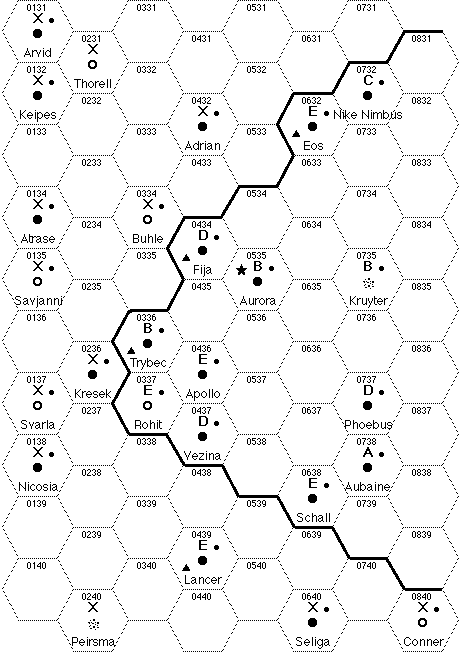 0131 0331 0531 0731
X
0231 0431 0631 0831
X
Arvid
0132 0332 0532 0732
X C
Thorell
0232 0432 0632 0832
X E
Keipes Nike Nimbus
0133 0333 0533 0733
Adrian Eos
0233 0433 0633 0833
0134 0334 0534 0734
X X
0234 0434 0634 0834
D
Atrase Buhle
0135 0335 0535 0735
X B B
Fija
0235 0435 0635 0835
Savjanni Aurora Kruyter
0136 0336 0536 0736
B
0236 0436 0636 0836
X E
Trybec
0137 0337 0537 0737
X E D
Kresek Apollo
0237 0437 0637 0837
D
Svarla Rohit Phoebus
0138 0338 0538 0738
X A
Yezina
0238 0438 0638 0838
E
Nicosia Aubaine
0139 0339 0539 0739
Schall
0239 0439 0639 0839
E
0140 0340 0540 0740
Lancer
0240 0440 0640 0840
X X X
Peirsma Seliga Conner